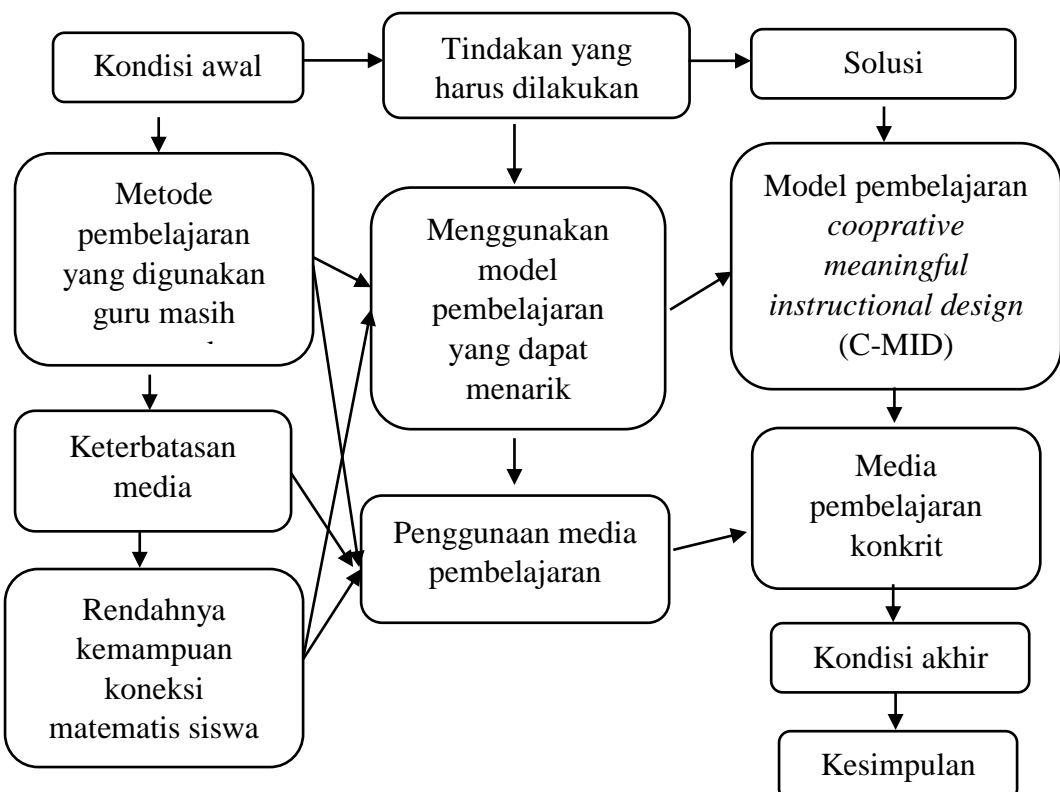 Kondisi awal
Tindakan yang
harus dilakukan
Solusi
Metode
pembelajaran
yang digunakan
guru masih
Menggunakan
model
pembelajaran
yang dapat
menarik
Model pembelajaran
cooprative
meaningful
instructional design
(C-MID)
Keterbatasan
media
Penggunaan media
pembelajaran
Media
pembelajaran
konkrit
Rendahnya
kemampuan
koneksi
matematis siswa
Kondisi akhir
Kesimpulan